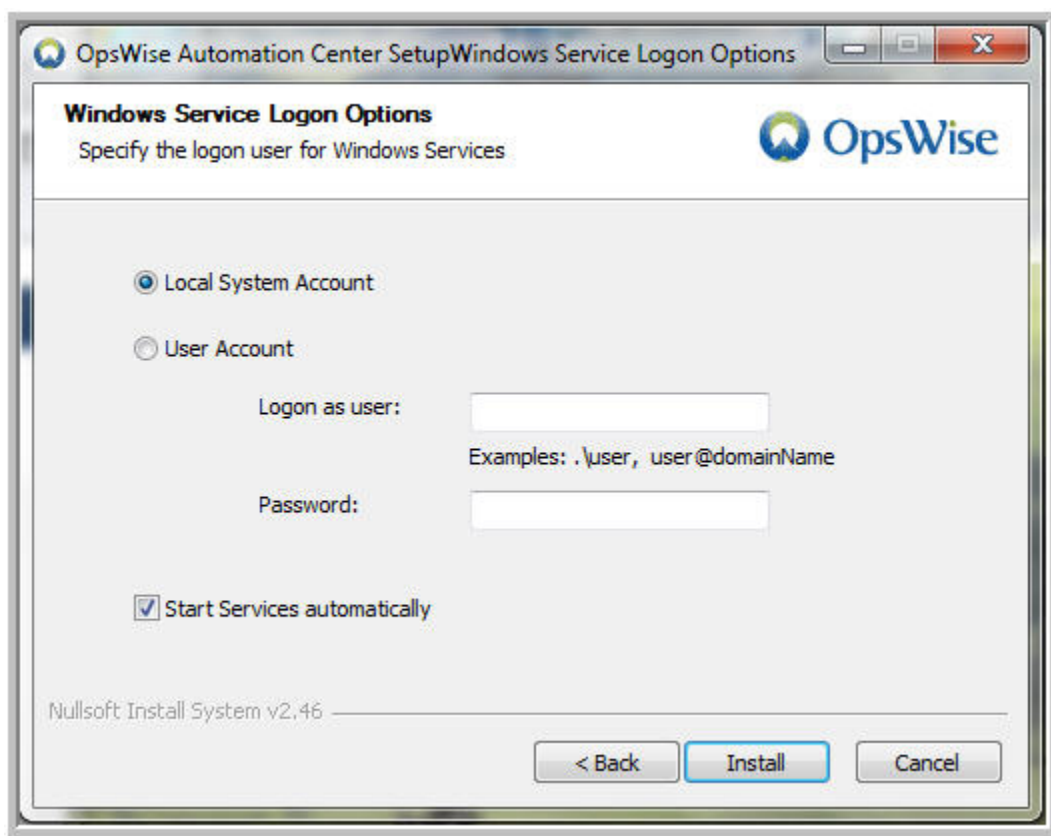 OpsWise Automation Center SetupWindows Service Logon Options
Windows Service Logon Options
Specify the logon user for Windows Services
OpsWise
Local System Account
User Account
Logon as user:
Examples: .\user, user@domainName
Password:
Start Services automatically
Nullsoft Install System v2.46
< Back Install Cancel